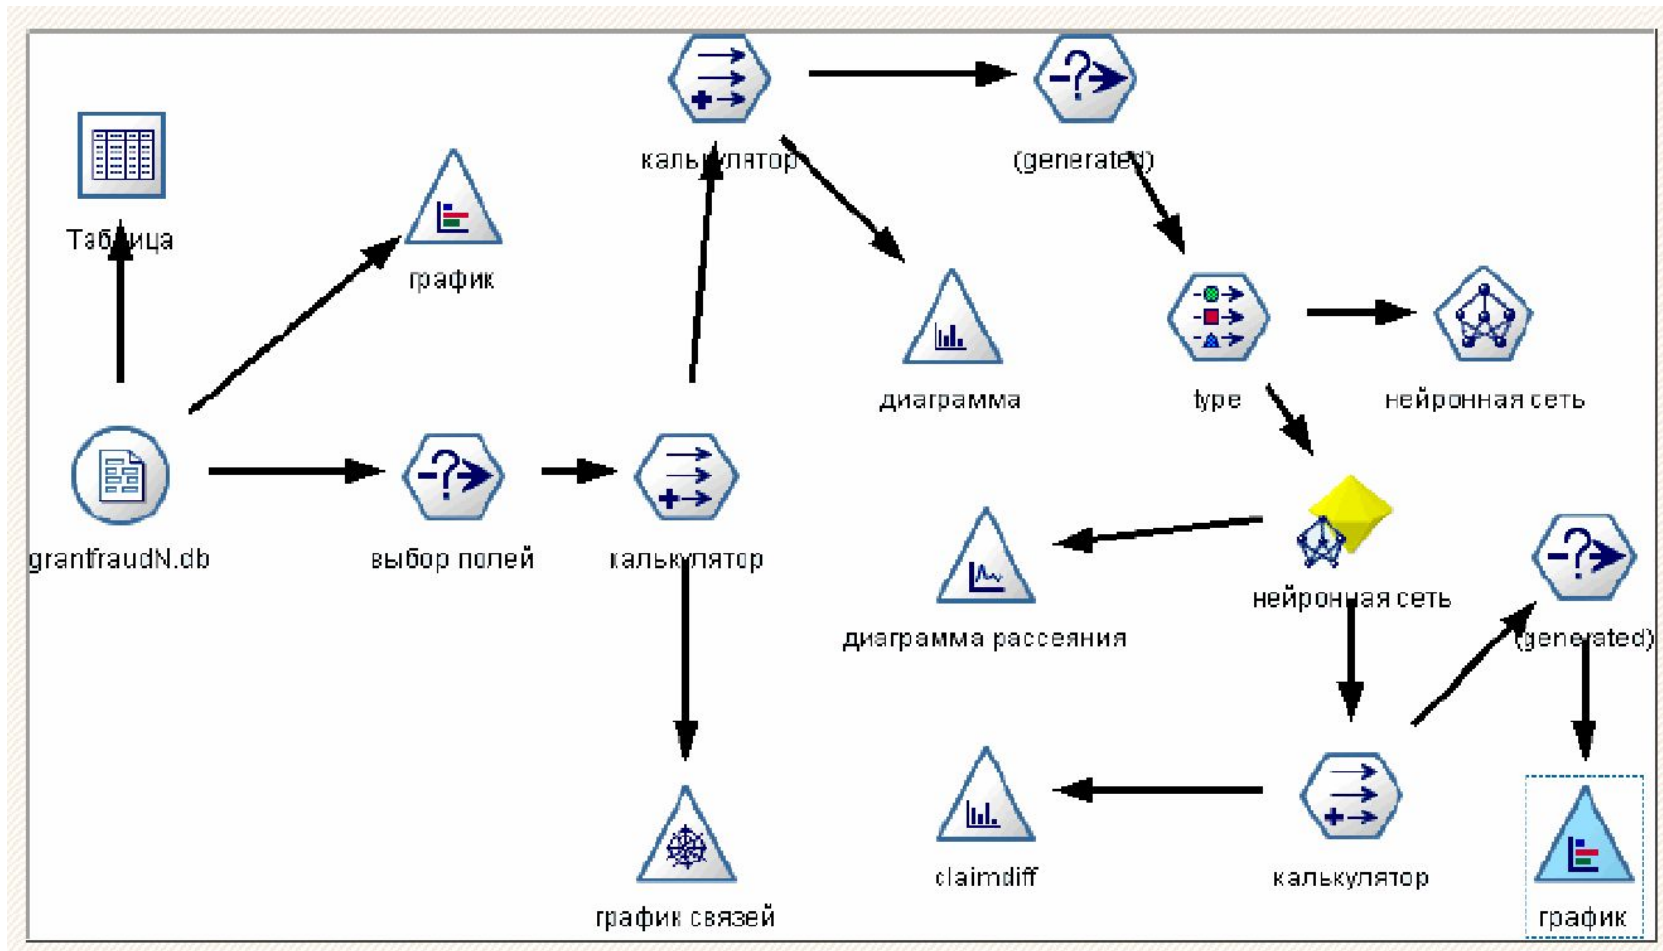 калькулятор
(generated)
Таблица
график
диаграмма
type
нейронная сеть
grantfraudN.db
выбор полей
калькулятор
нейронная сеть
диаграмма рассеяния
(generated)
claimdiff
калькулятор
график связей
график